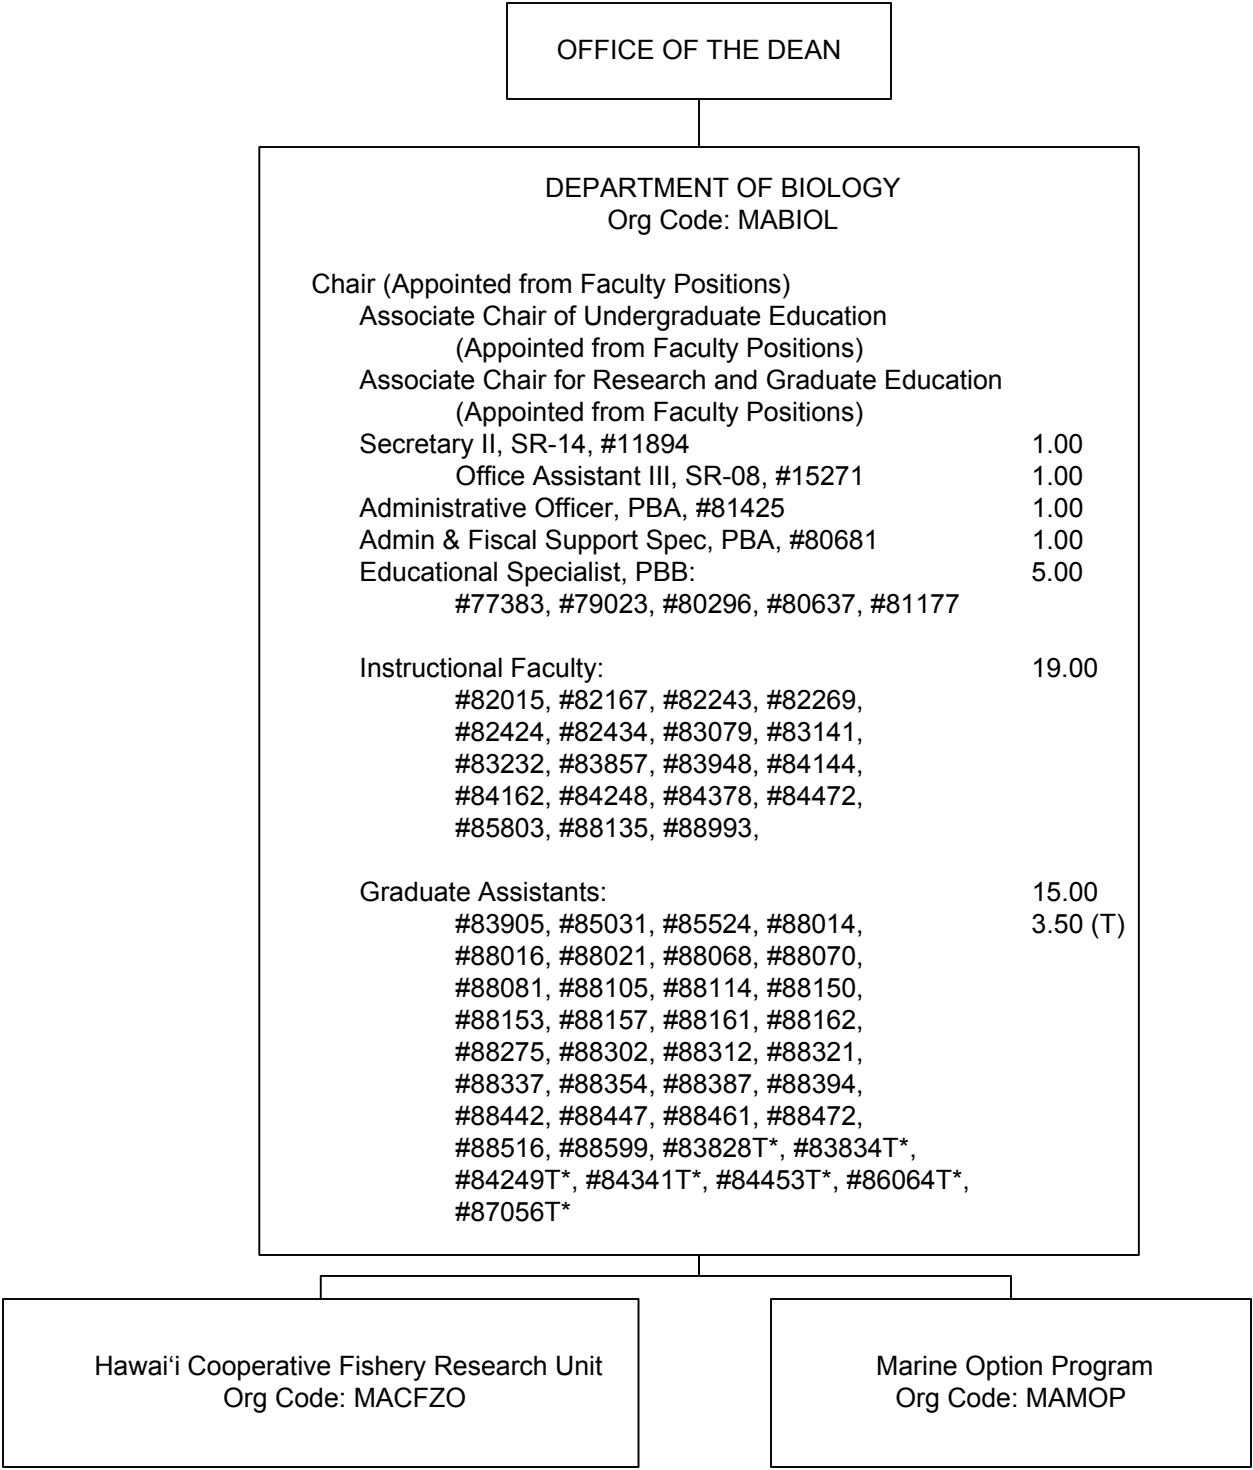 OFFICE OF THE DEAN
DEPARTMENT OF BIOLOGY
Org Code: MABIOL
Chair (Appointed from Faculty Positions)
Associate Chair of Undergraduate Education
(Appointed from Faculty Positions)
Associate Chair for Research and Graduate Education
(Appointed from Faculty Positions)
Secretary II, SR-14, #11894 1.00
Office Assistant III, SR-08, #15271 1.00
Administrative Officer, PBA, #81425 1.00
Admin & Fiscal Support Spec, PBA, #80681 1.00
Educational Specialist, PBB: 5.00
#77383, #79023, #80296, #80637, #81177
Instructional Faculty: 19.00
#82015, #82167, #82243, #82269,
#82424, #82434, #83079, #83141,
#83232, #83857, #83948, #84144,
#84162, #84248, #84378, #84472,
#85803, #88135, #88993,
Graduate Assistants: 15.00
#83905, #85031, #85524, #88014, 3.50 (T)
#88016, #88021, #88068, #88070,
#88081, #88105, #88114, #88150,
#88153, #88157, #88161, #88162,
#88275, #88302, #88312, #88321,
#88337, #88354, #88387, #88394,
#88442, #88447, #88461, #88472,
#88516, #88599, #83828T*, #83834T*,
#84249T*, #84341T*, #84453T*, #86064T*,
#87056T*
Hawaiʻi Cooperative Fishery Research Unit
Org Code: MACFZO
Marine Option Program
Org Code: MAMOP